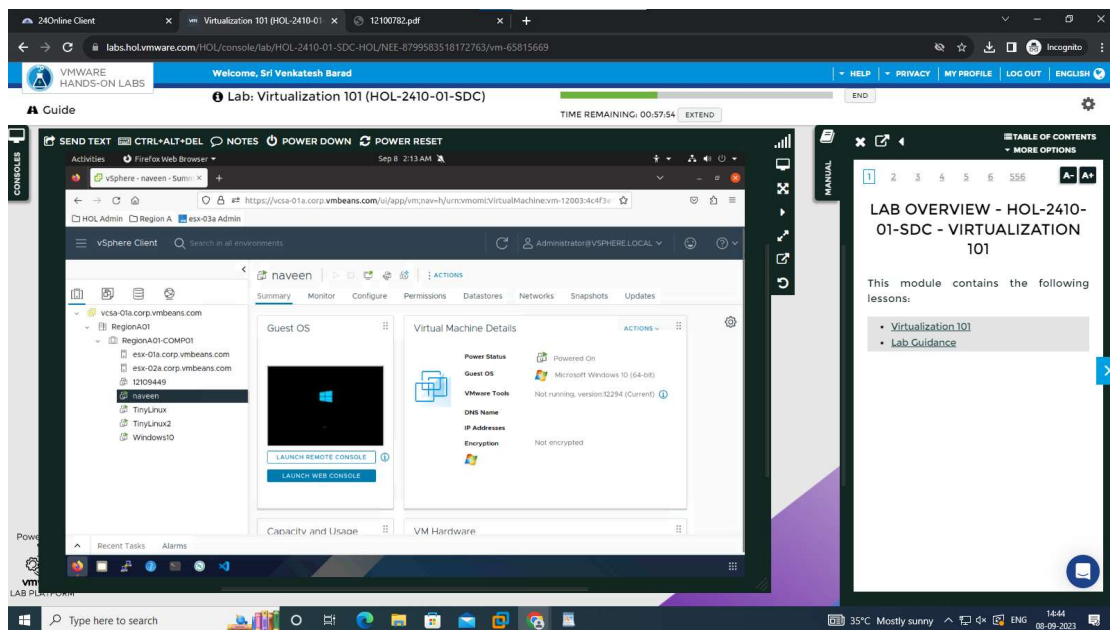 24Online Client
Virtualization 101 (HOL-2410-01-
12100782.pdf
labs.hol.vmware.com/HOL/console/lab/HOL-2410-01-SDC-HOL/NEE-8799583518172763/vm-65815669
Incognito
VMWARE
HANDS-ON LABS
Welcome, Sri Venkatesh Barad
HELP PRIVACY MY PROFILE LOG OUT ENGLISH
Guide
Lab: Virtualization 101 (HOL-2410-01-SDC)
TIME REMAINING: 00:57:54 EXTEND
END
CONSOLES
SEND TEXT CTRL+ALT+DEL NOTES POWER DOWN POWER RESET
Activities Firefox Web Browser Sep 8 2:13 AM
vSphere - naveen - Summ
https://vcsa-01a.corp.vmbeans.com/ui/app/vm;nav=h/urn:vmomi:VirtualMachine:vm-12003:4c4f3e
HOL Admin Region A esx-03a Admin
vSphere Client Search in all environments Administrator@VSPHERE.LOCAL
naveen ACTIONS
Summary Monitor Configure Permissions Datastores Networks Snapshots Updates
vcsa-01a.corp.vmbeans.com
RegionA01
RegionA01-COMP01
esx-01a.corp.vmbeans.com
esx-02a.corp.vmbeans.com
12109449
naveen
TinyLinux
TinyLinux2
Windows10
Guest OS
LAUNCH REMOTE CONSOLE
LAUNCH WEB CONSOLE
Virtual Machine Details ACTIONS
Power Status Powered On
Guest OS Microsoft Windows 10 (64-bit)
VMware Tools Not running, version:12294 (Current)
DNS Name
IP Addresses
Encryption Not encrypted
Capacity and Usage
VM Hardware
Recent Tasks Alarms
Powe
vm
LAB PLATFORM
MANUAL
TABLE OF CONTENTS
MORE OPTIONS
1 2 3 4 5 6 556 A- A+
LAB OVERVIEW - HOL-2410-
01-SDC - VIRTUALIZATION
101
This module contains the following
lessons:
Virtualization 101
Lab Guidance
Type here to search
35°C Mostly sunny ENG
14:44
08-09-2023